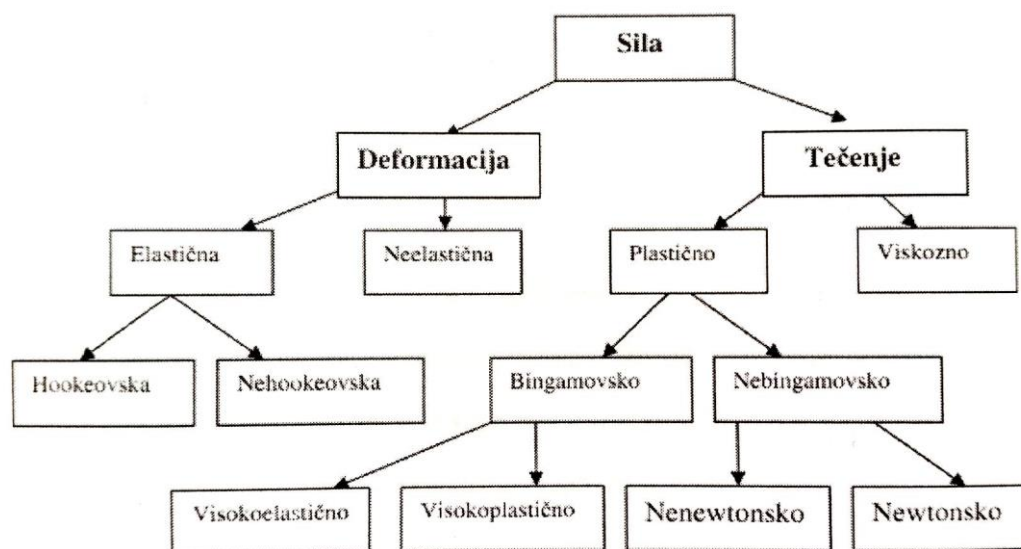 Sila
Deformacija
Tečenje
Elastična
Neelastična
Plastično
Viskozno
Hookeovska
Nehookeovska
Bingamovsko
Nebingamovsko
Visokoelastično
Visokoplastično
Nenewtonsko
Newtonsko